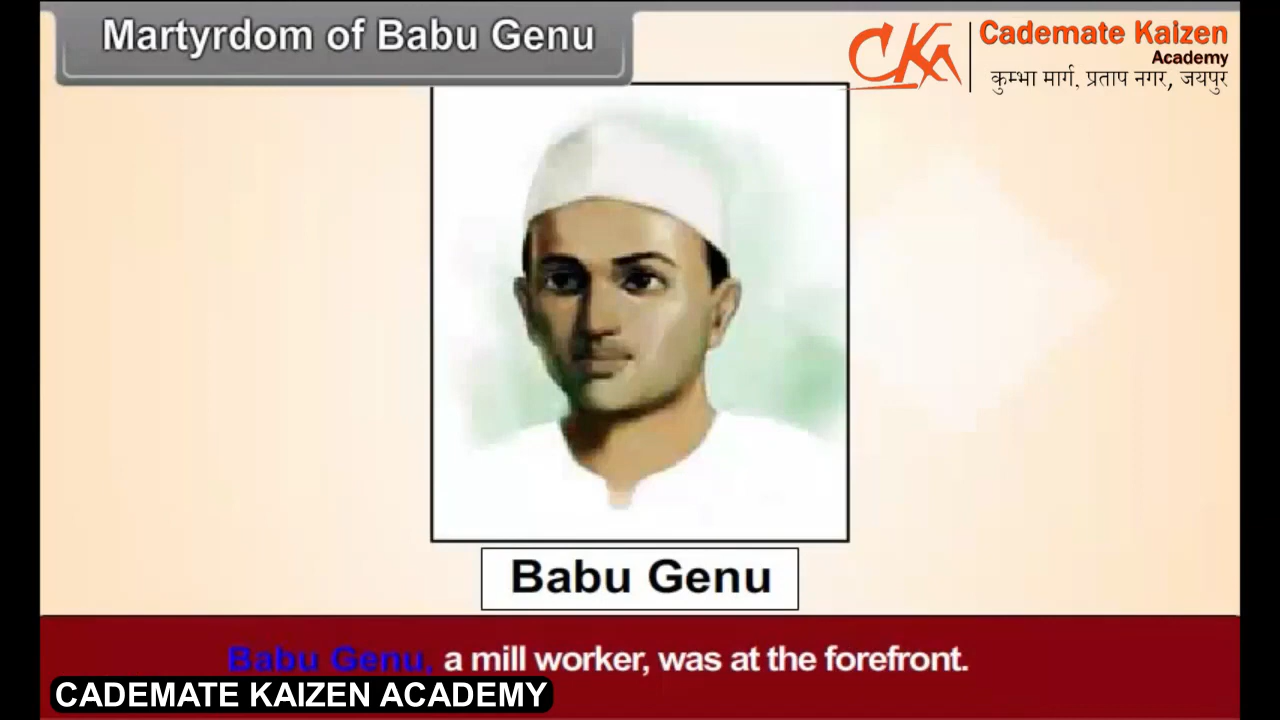 Martyrdom of Babu Genu
CKA
Cademate Kaizen
Academy
कुम्भा मार्ग, प्रताप नगर, जयपुर
Babu Genu
Babu Genu, a mill worker, was at the forefront.
CADEMATE KAIZEN ACADEMY